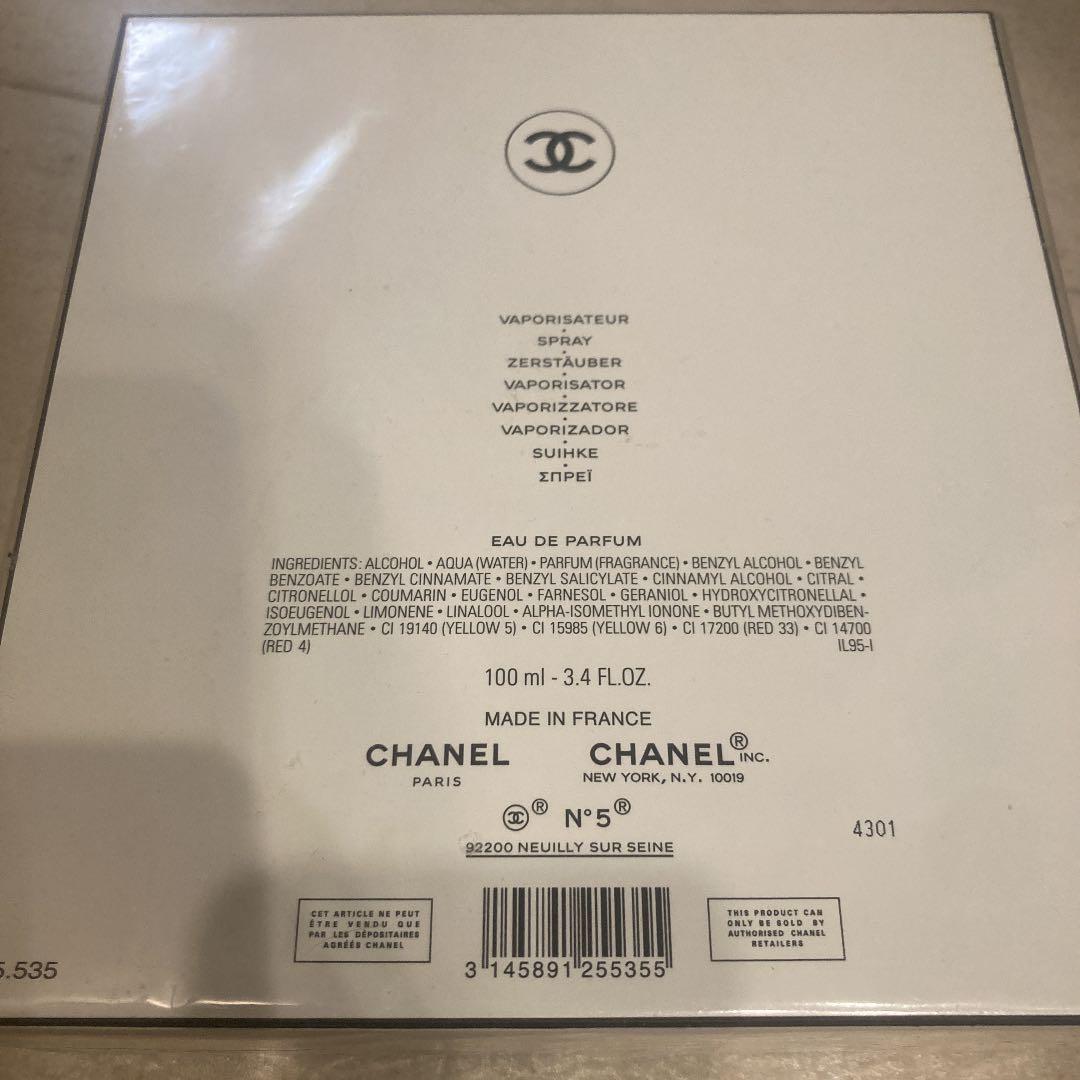 VAPORISATEUR
SPRAY
ZERSTÄUBER
VAPORISATOR
VAPORIZZATORE
VAPORIZADOR
SUIHKE
ΣΠΡΕΪ
EAU DE PARFUM
INGREDIENTS: ALCOHOL • AQUA (WATER) • PARFUM (FRAGRANCE) • BENZYL ALCOHOL • BENZYL
BENZOATE • BENZYL CINNAMATE • BENZYL SALICYLATE • CINNAMYL ALCOHOL • CITRAL •
CITRONELLOL • COUMARIN • EUGENOL • FARNESOL • GERANIOL • HYDROXYCITRONELLAL •
ISOEUGENOL • LIMONENE • LINALOOL • ALPHA-ISOMETHYL IONONE • BUTYL METHOXYDIBEN-
ZOYLMETHANE • CI 19140 (YELLOW 5) • CI 15985 (YELLOW 6) • CI 17200 (RED 33) • CI 14700
(RED 4) IL95-I
100 ml - 3.4 FL.OZ.
MADE IN FRANCE
CHANEL CHANEL® INC.
PARIS NEW YORK, N.Y. 10019
® N°5®
4301
92200 NEUILLY SUR SEINE
CET ARTICLE NE PEUT
ÊTRE VENDU QUE
PAR LES DÉPOSITAIRES
AGRÉÉS CHANEL
THIS PRODUCT CAN
ONLY BE SOLD BY
AUTHORISED CHANEL
RETAILERS
3 145891 255355
5.535